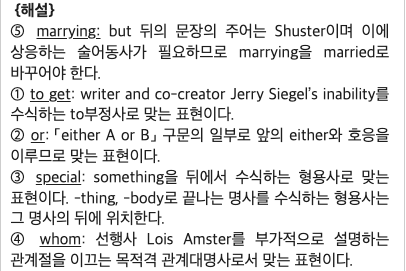 {해설}
⑤ marrying: but 뒤의 문장의 주어는 Shuster이며 이에
상응하는 술어동사가 필요하므로 marrying을 married로
바꾸어야 한다.
① to get: writer and co-creator Jerry Siegel's inability를
수식하는 to부정사로 맞는 표현이다.
② or: 「either A or B」 구문의 일부로 앞의 either와 호응을
이루므로 맞는 표현이다.
③ special: something을 뒤에서 수식하는 형용사로 맞는
표현이다. -thing, -body로 끝나는 명사를 수식하는 형용사는
그 명사의 뒤에 위치한다.
④ whom: 선행사 Lois Amster를 부가적으로 설명하는
관계절을 이끄는 목적격 관계대명사로서 맞는 표현이다.